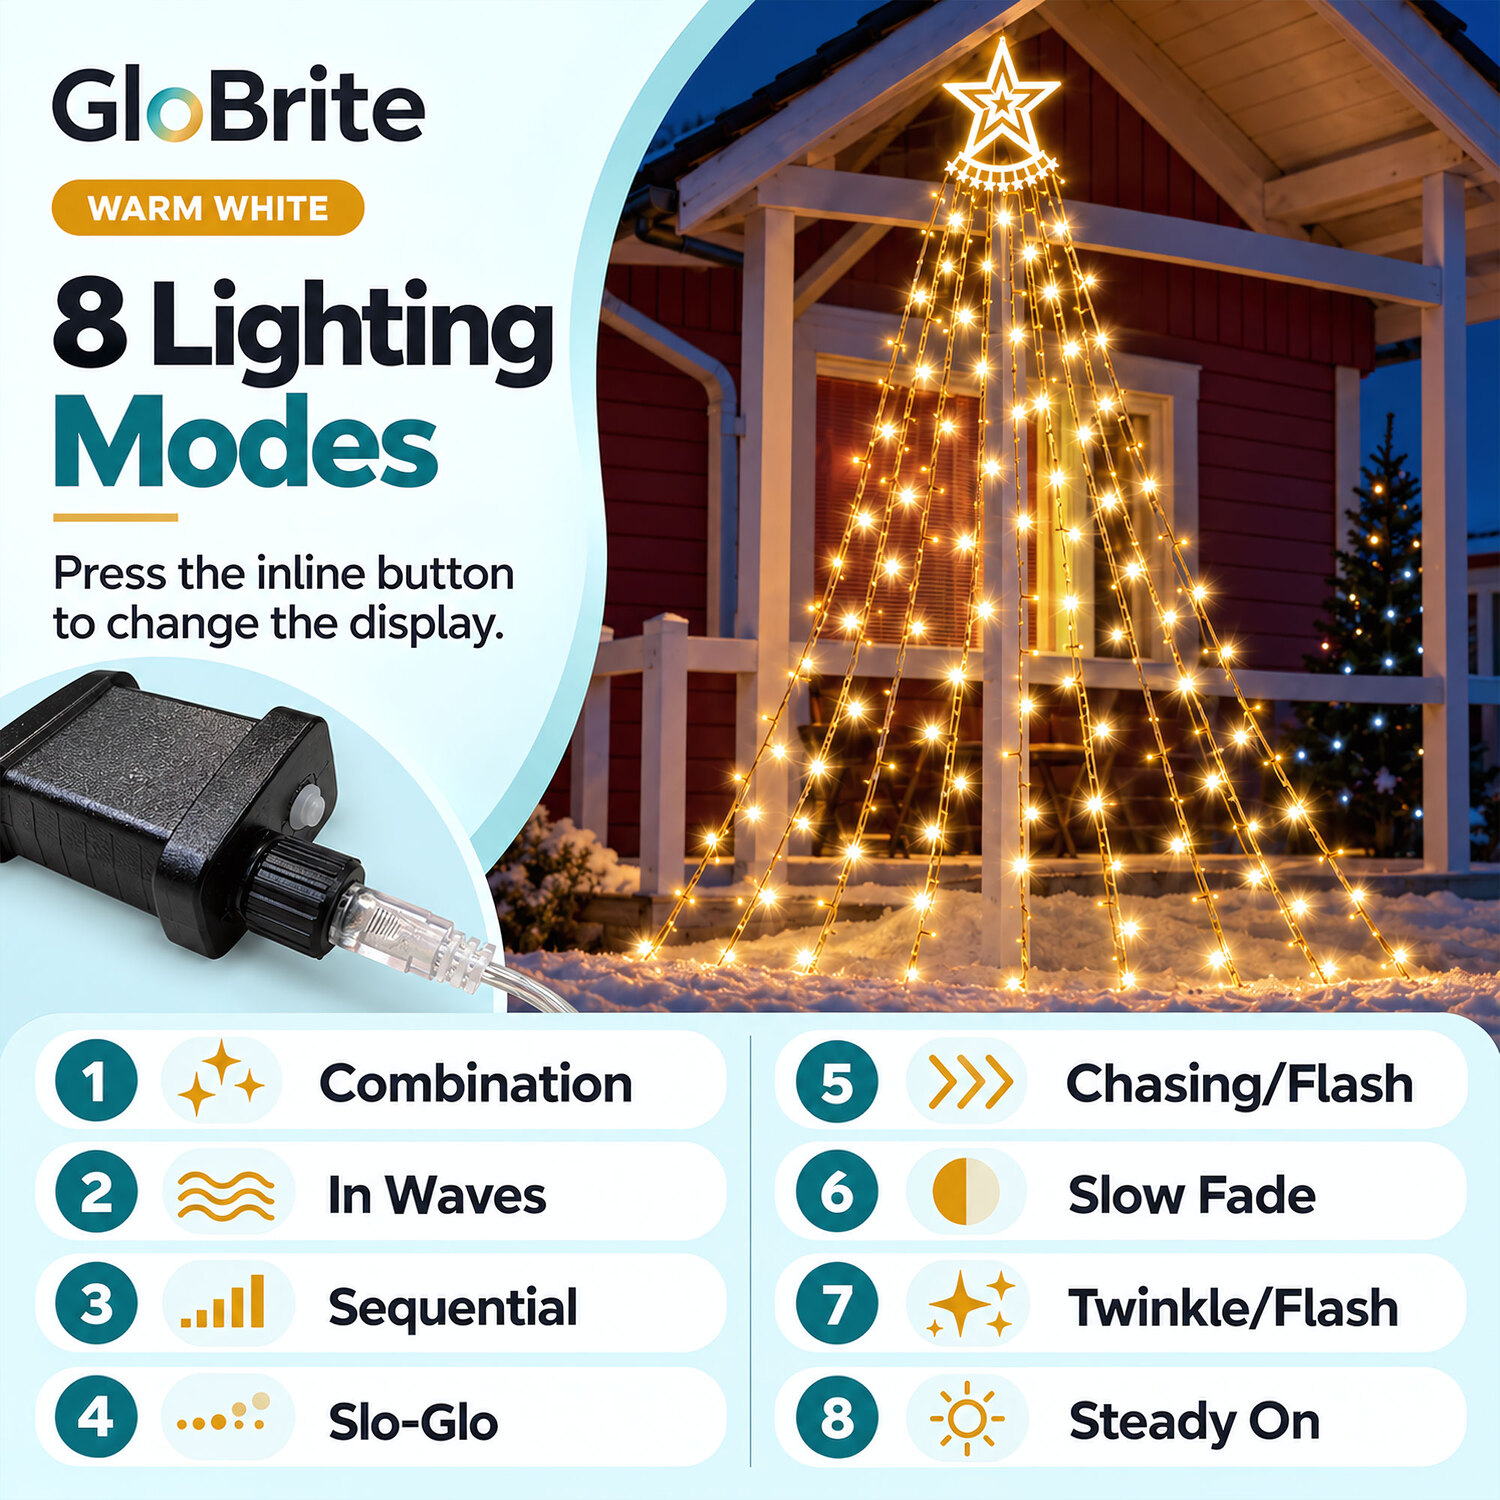 GloBrite
WARM WHITE
8 Lighting
Modes
Press the inline button
to change the display.
1 Combination
2 In Waves
3 Sequential
4 Slo-Glo
5 Chasing/Flash
6 Slow Fade
7 Twinkle/Flash
8 Steady On